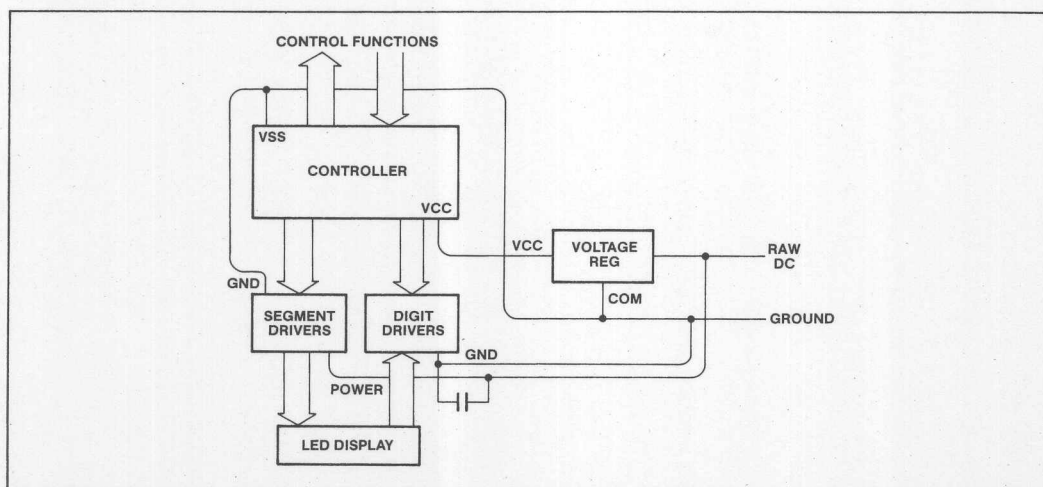 CONTROL FUNCTIONS
VSS
CONTROLLER
VCC
VCC
VOLTAGE
REG
RAW
DC
COM
GND
SEGMENT
DRIVERS
DIGIT
DRIVERS
GROUND
GND
POWER
LED DISPLAY